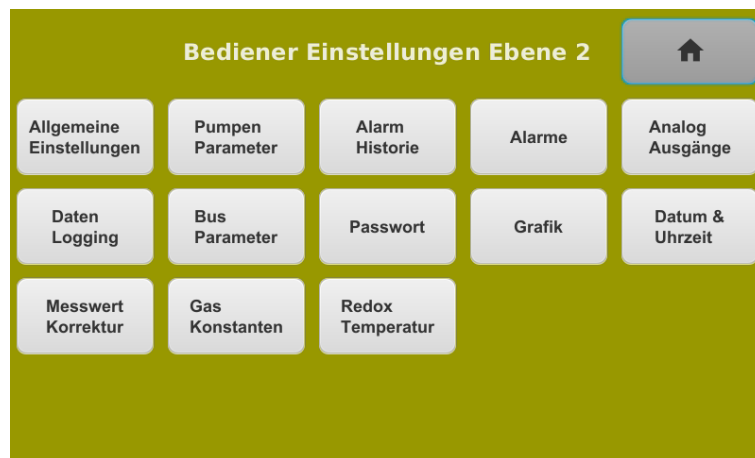 Bediener Einstellungen Ebene 2
Allgemeine
Einstellungen
Pumpen
Parameter
Alarm
Historie
Alarme
Analog
Ausgänge
Daten
Logging
Bus
Parameter
Passwort
Grafik
Datum &
Uhrzeit
Messwert
Korrektur
Gas
Konstanten
Redox
Temperatur